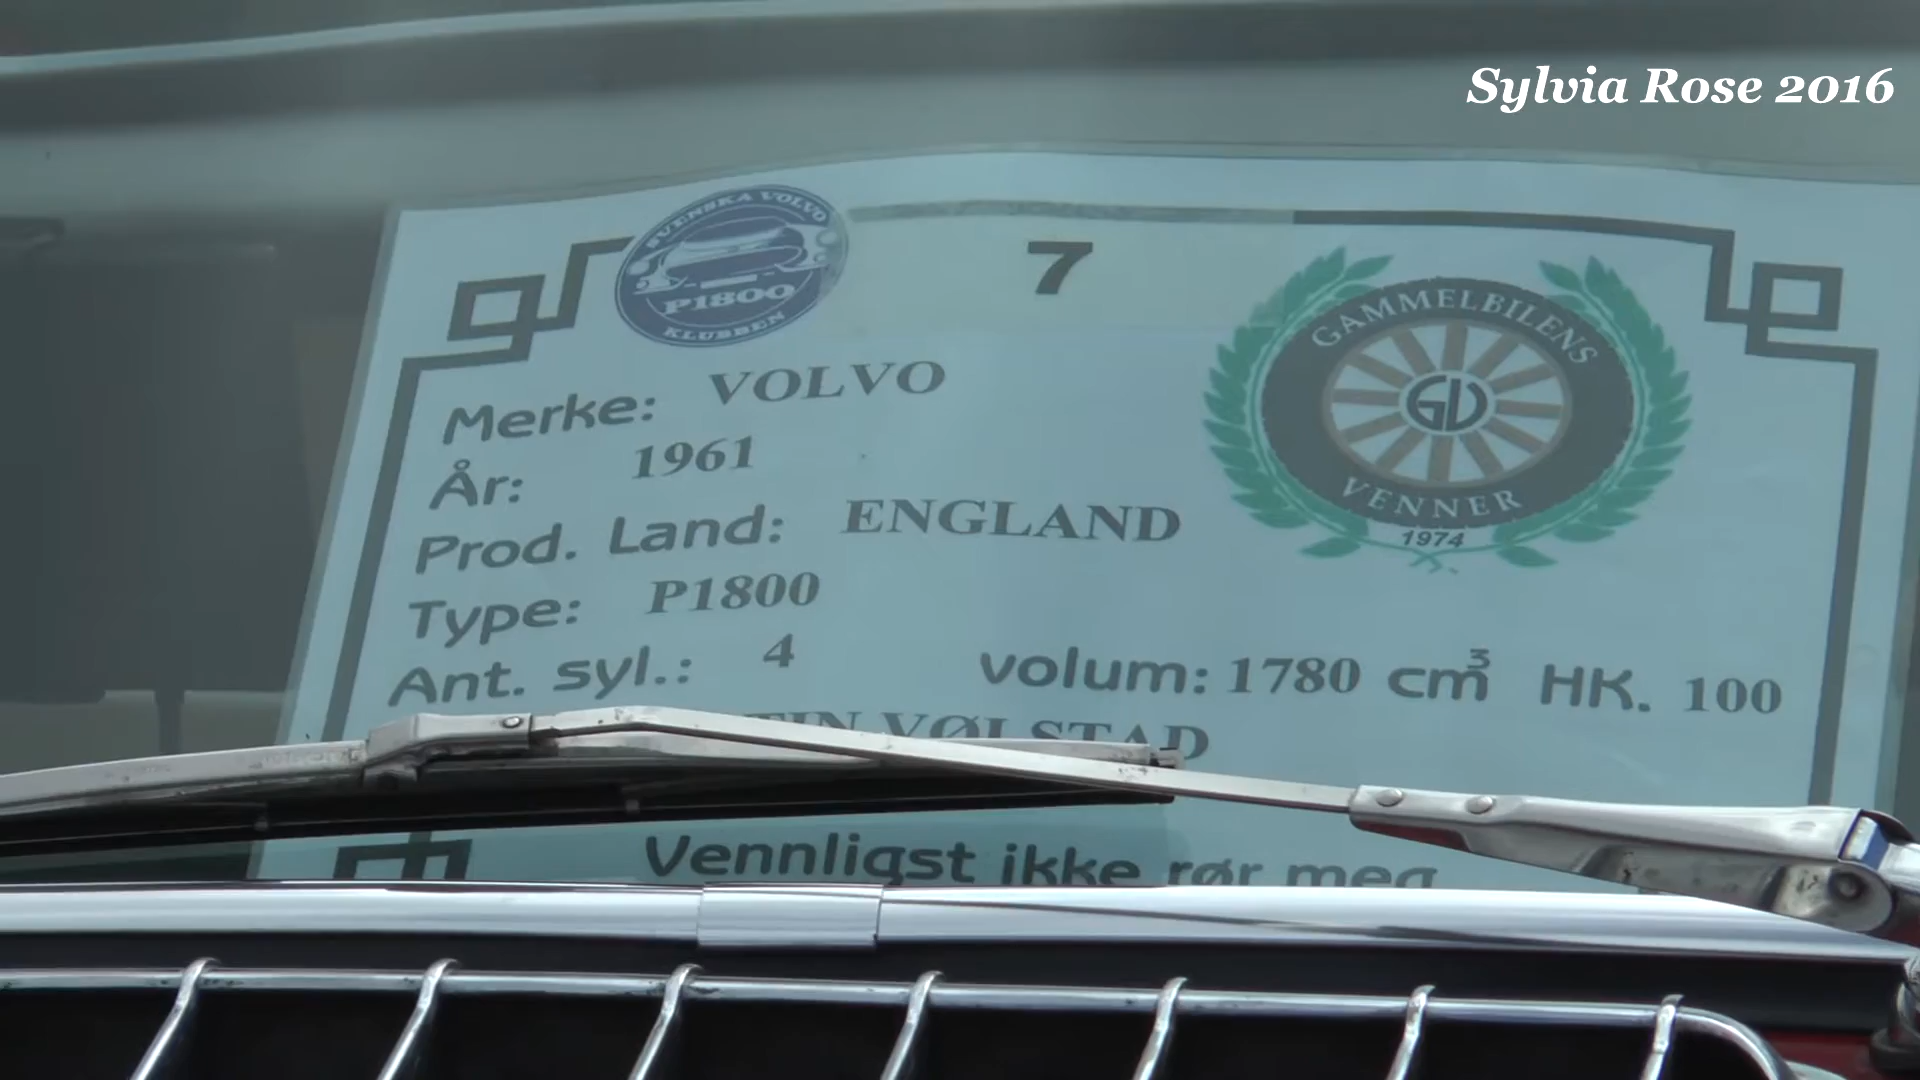 Sylvia Rose 2016
SVENSKA VOLVO
P1800
KLUBBEN
7
GAMMELBILENS
GV
VENNER
1974
Merke: VOLVO
År: 1961
Prod. Land: ENGLAND
Type: P1800
Ant. syl.: 4 volum: 1780 cm³ HK. 100
VØLSTAD
Vennligst ikke rør meg